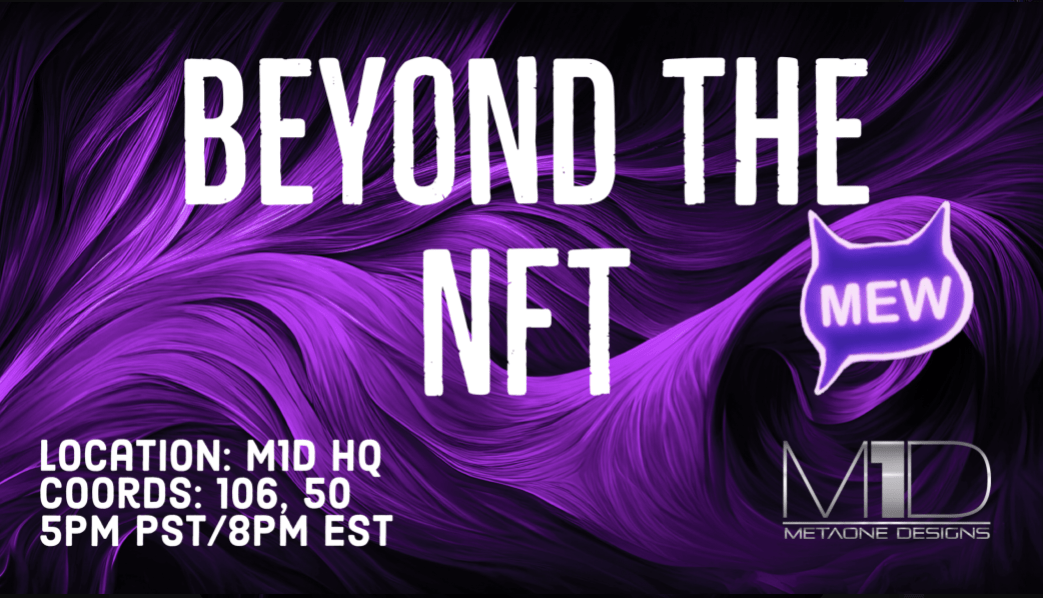 BEYOND THE
NFT
MEW
LOCATION: M1D HQ
COORDS: 106, 50
5PM PST/8PM EST
M1D
METAONE DESIGNS